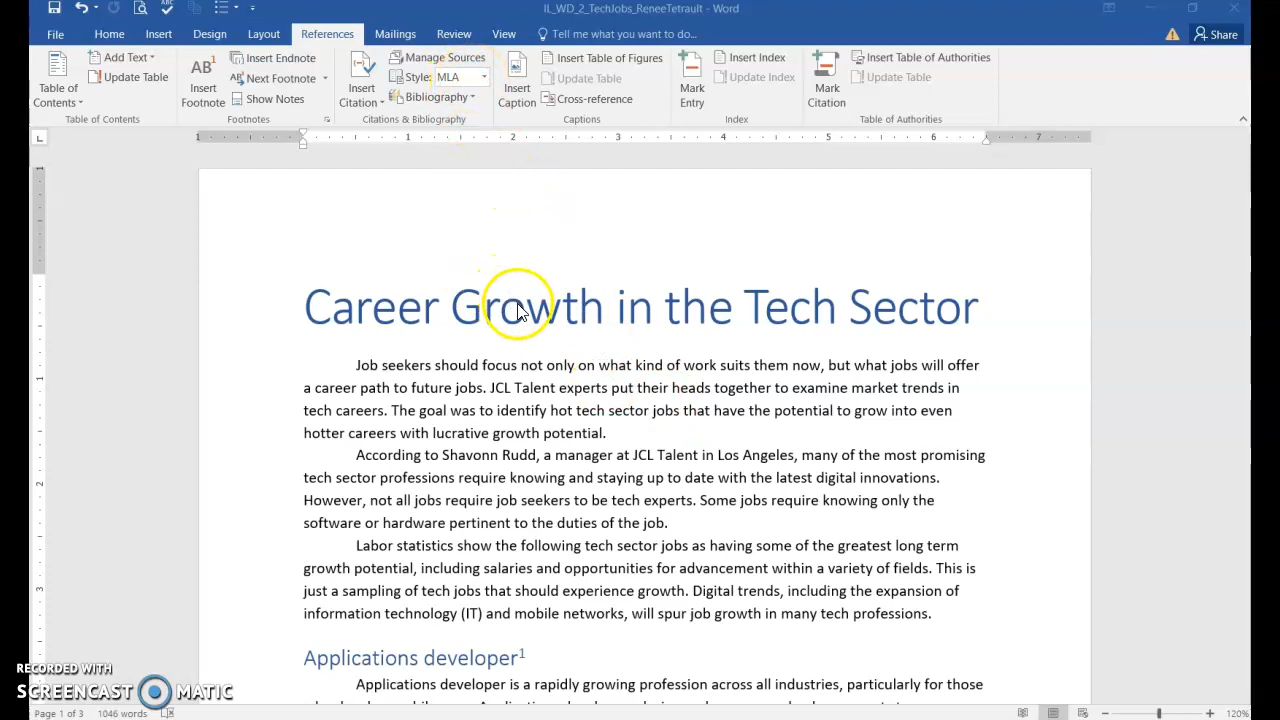 IL_WD_2_TechJobs_ReneeTetrault - Word
File Home Insert Design Layout References Mailings Review View Tell me what you want to do... Share
Table of Contents
Add Text
Update Table
Table of Contents
AB1
Insert Footnote
Insert Endnote
Next Footnote
Show Notes
Footnotes
Insert Citation
Manage Sources
Style: MLA
Bibliography
Citations & Bibliography
Insert Caption
Insert Table of Figures
Update Table
Cross-reference
Captions
Mark Entry
Insert Index
Update Index
Index
Mark Citation
Insert Table of Authorities
Update Table
Table of Authorities
1 1 2 3 4 5 6 7
1
1
2
3
Career Growth in the Tech Sector
Job seekers should focus not only on what kind of work suits them now, but what jobs will offer
a career path to future jobs. JCL Talent experts put their heads together to examine market trends in
tech careers. The goal was to identify hot tech sector jobs that have the potential to grow into even
hotter careers with lucrative growth potential.
According to Shavonn Rudd, a manager at JCL Talent in Los Angeles, many of the most promising
tech sector professions require knowing and staying up to date with the latest digital innovations.
However, not all jobs require job seekers to be tech experts. Some jobs require knowing only the
software or hardware pertinent to the duties of the job.
Labor statistics show the following tech sector jobs as having some of the greatest long term
growth potential, including salaries and opportunities for advancement within a variety of fields. This is
just a sampling of tech jobs that should experience growth. Digital trends, including the expansion of
information technology (IT) and mobile networks, will spur job growth in many tech professions.
Applications developer1
Applications developer is a rapidly growing profession across all industries, particularly for those
RECORDED WITH
SCREENCAST MATIC
Page 1 of 3 1046 words 120%